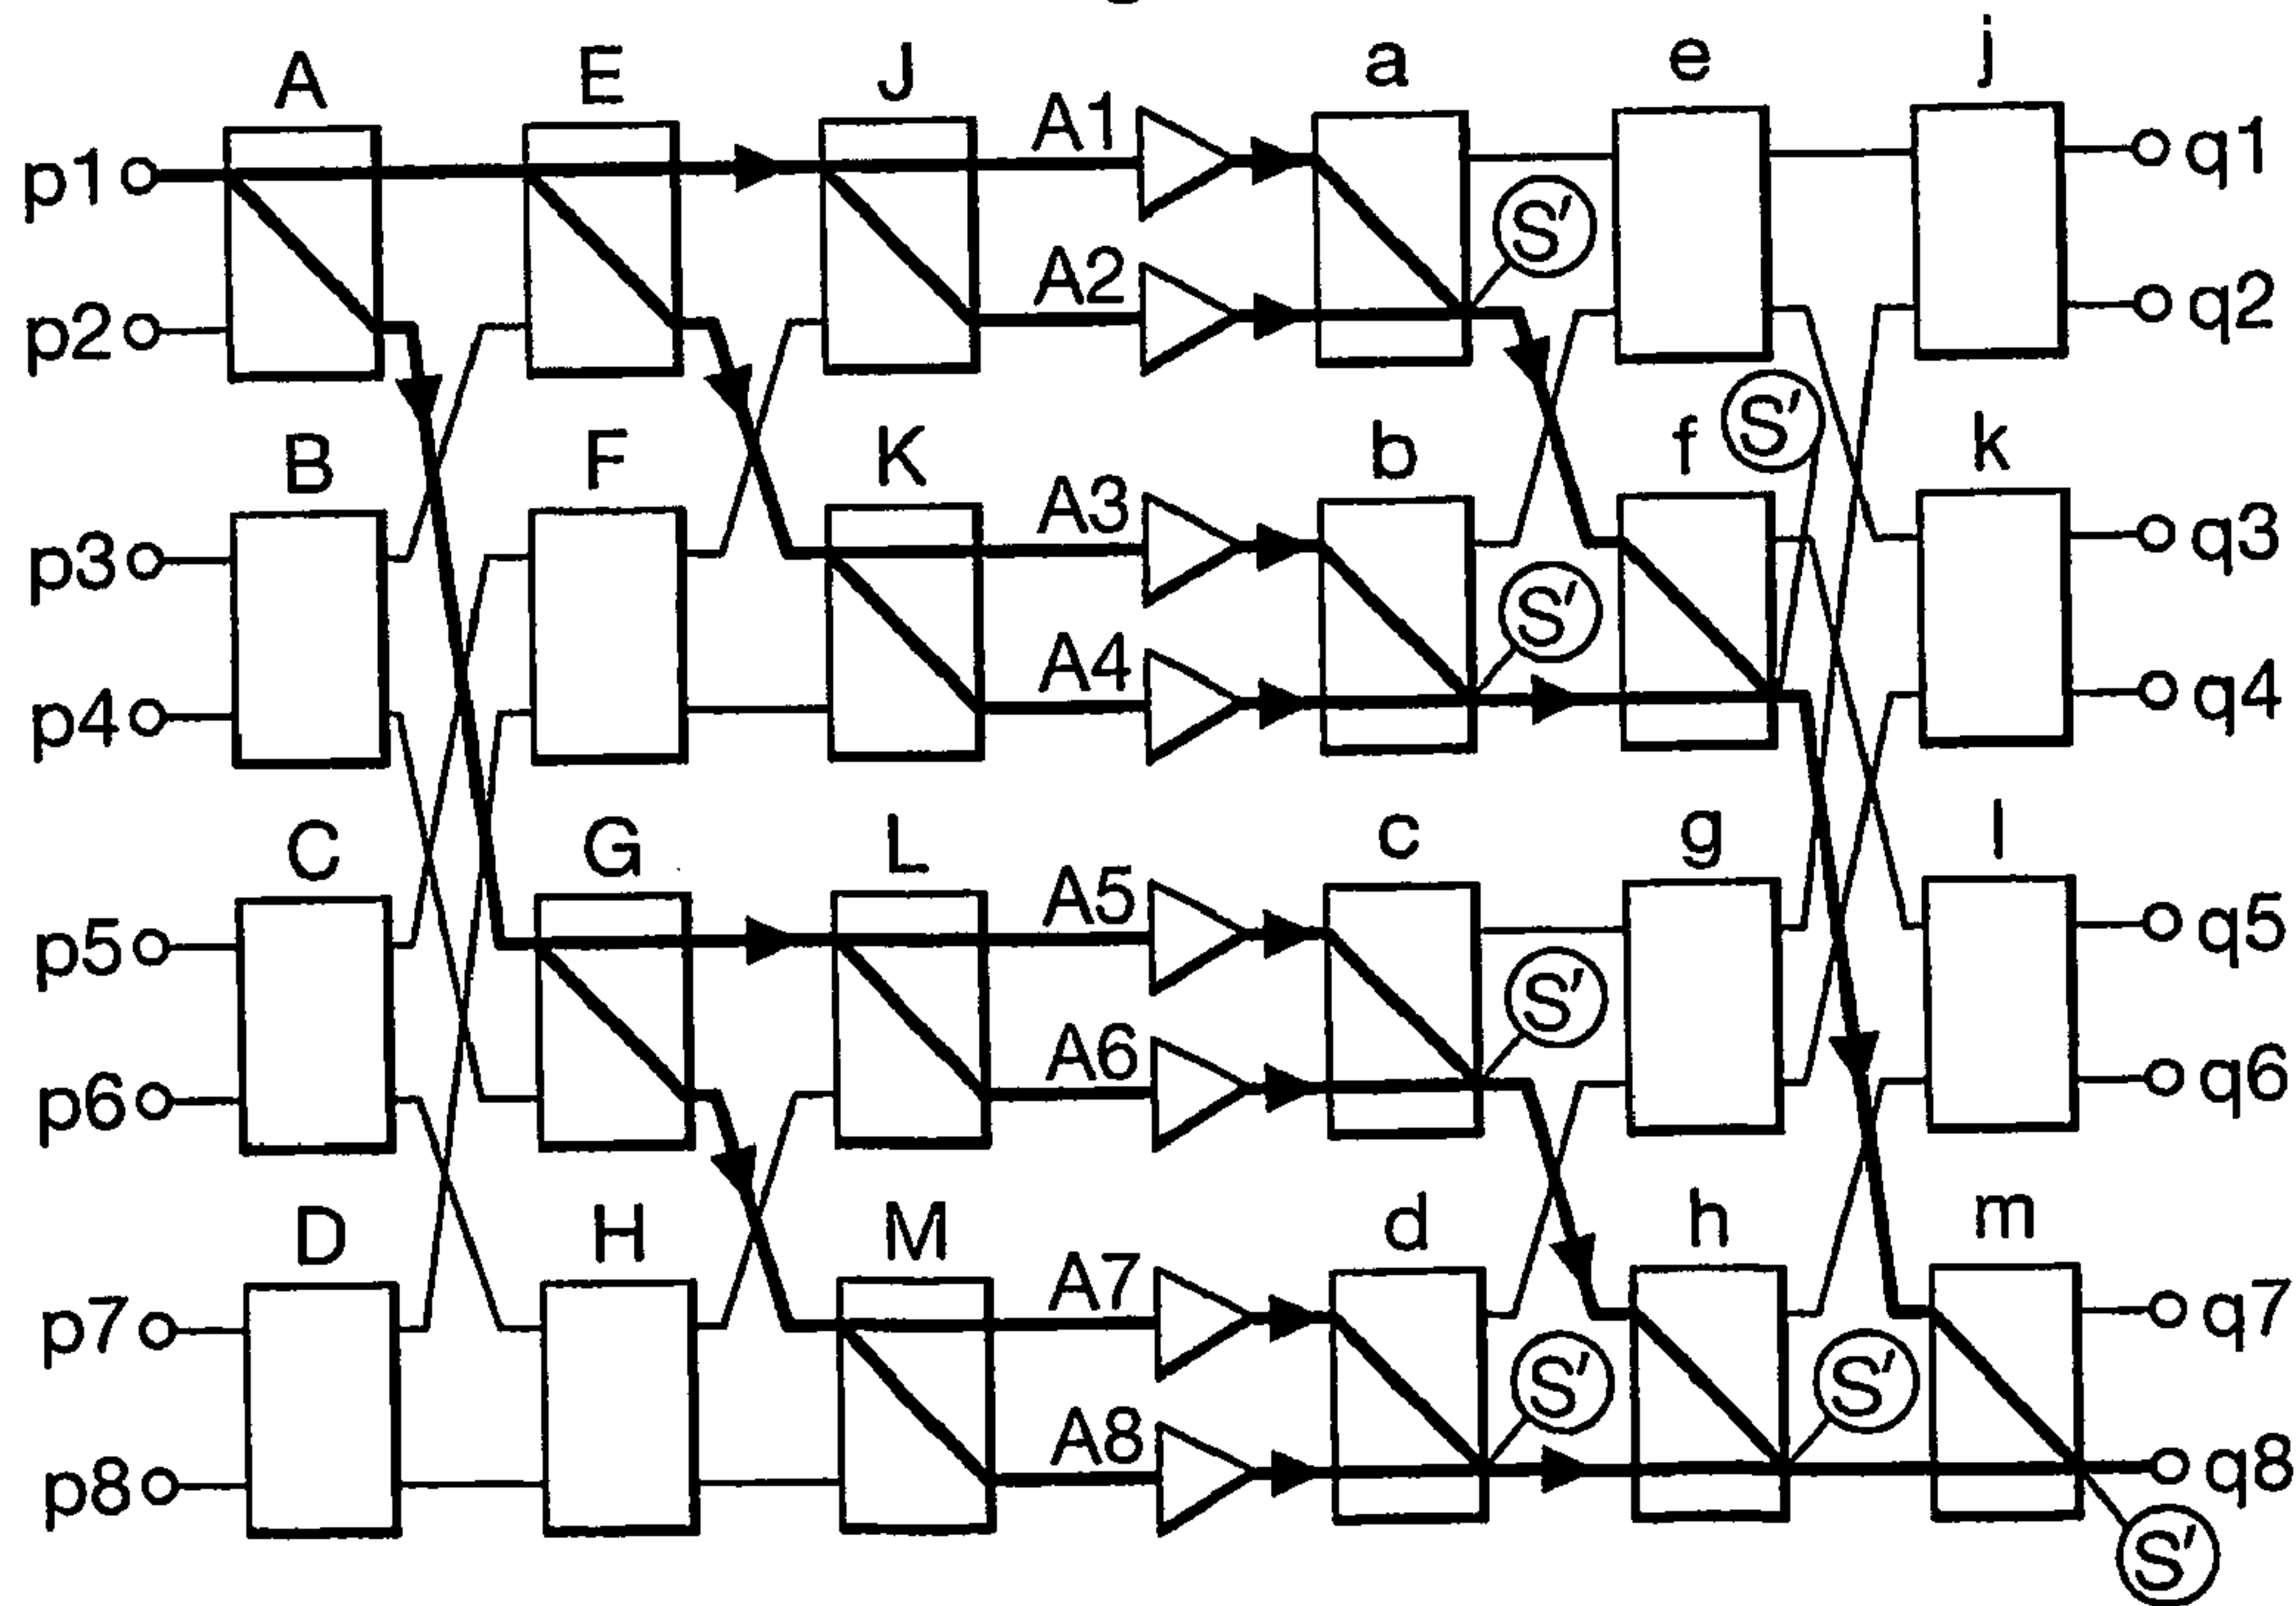 A E J a e j
p1 A1 q1
S'
p2 A2 q2
S'
B F K b f k
p3 A3 q3
S'
p4 A4 q4
C G L c g l
p5 A5 q5
S'
p6 A6 q6
D H M d h m
p7 A7 q7
S' S'
p8 A8 q8
S'